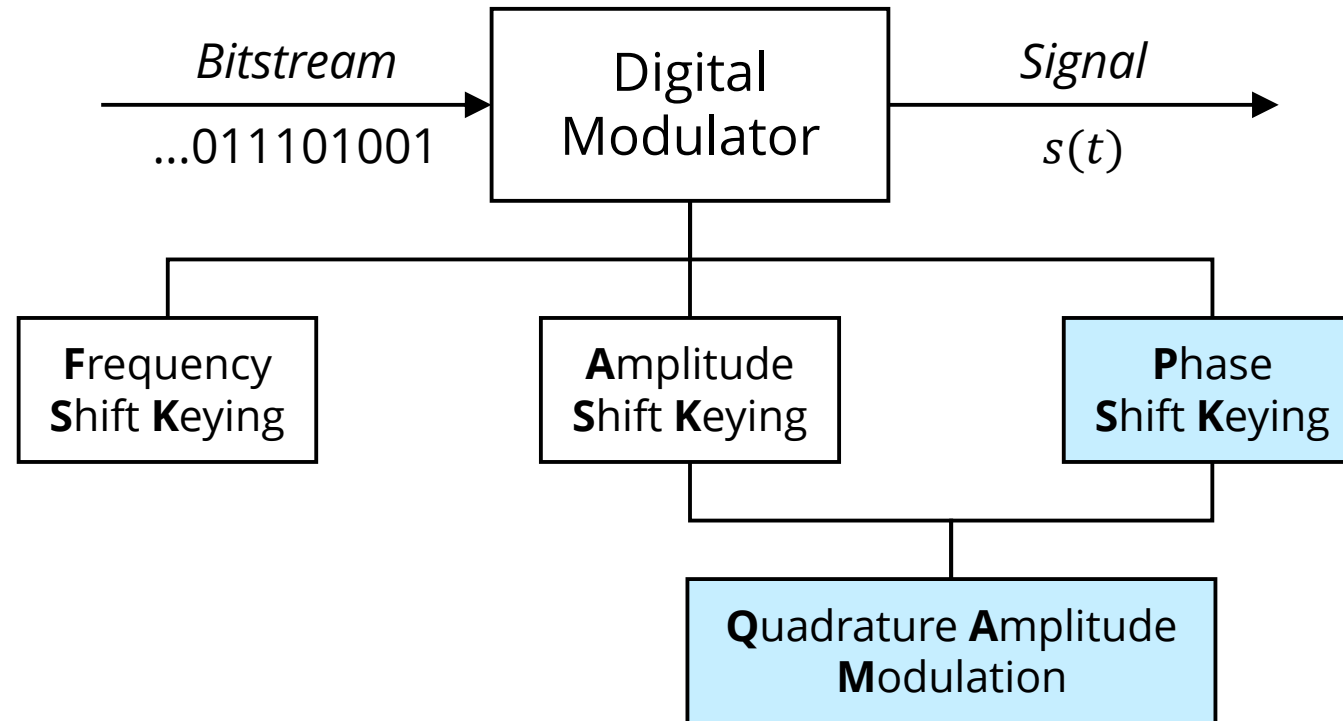 Bitstream
...011101001
Digital
Modulator
Signal
s(t)
Frequency
Shift Keying
Amplitude
Shift Keying
Phase
Shift Keying
Quadrature Amplitude
Modulation